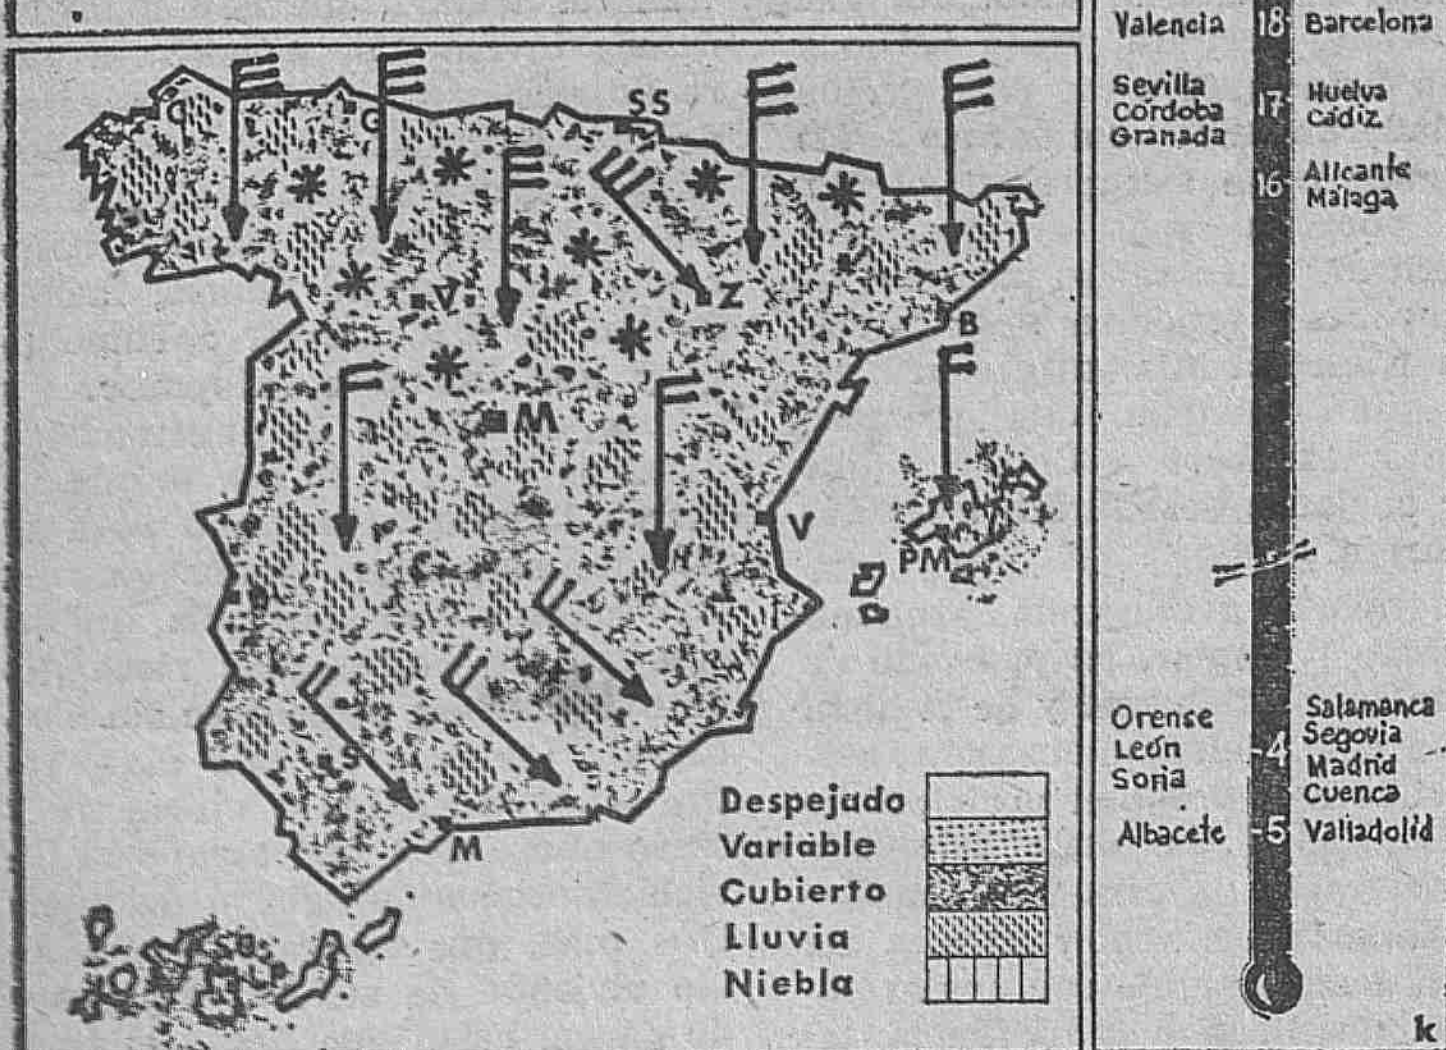 C
G
SS
V
Z
B
M
V
PM
S
M
Despejado
Variable
Cubierto
Lluvia
Niebla
Valencia 18 Barcelona
Sevilla
Córdoba
Granada
17
Huelva
Cádiz
16
Alicante
Málaga
Orense
León
Soria
-4
Salamanca
Segovia
Madrid
Cuenca
Albacete -5 Valladolid
k